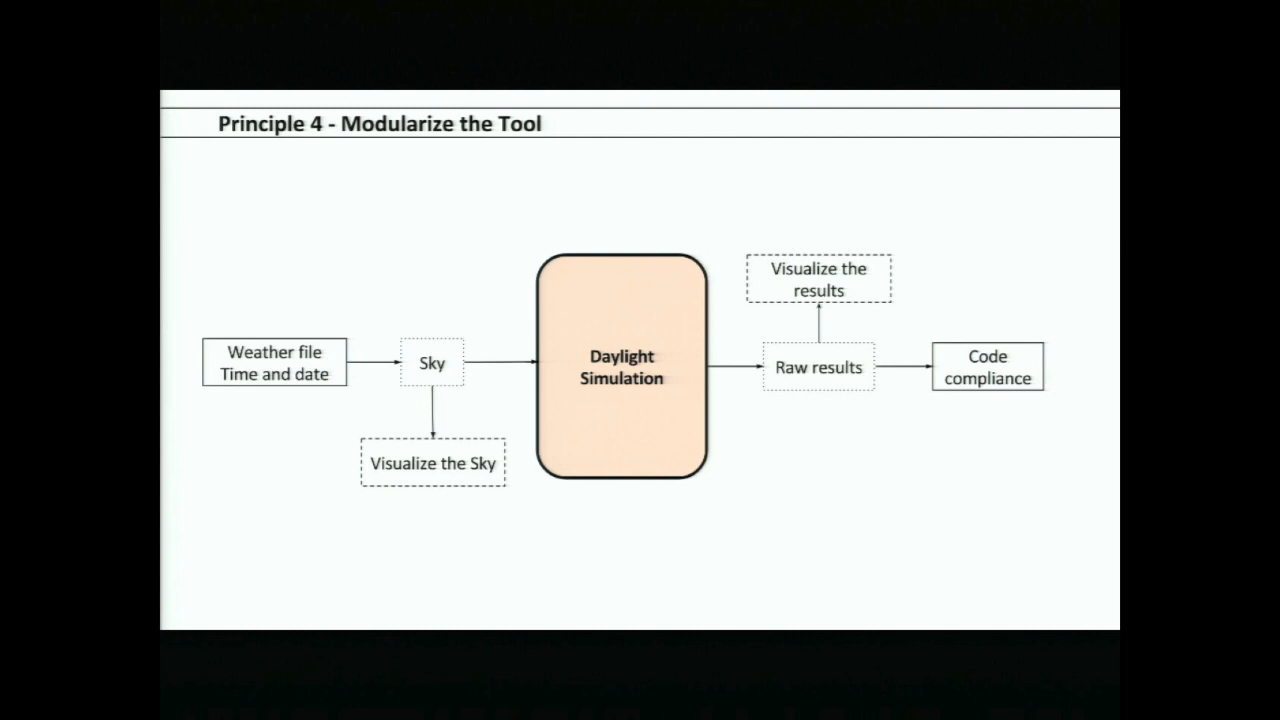 Principle 4 - Modularize the Tool
Visualize the
results
Weather file
Time and date
Sky
Daylight
Simulation
Raw results
Code
compliance
Visualize the Sky